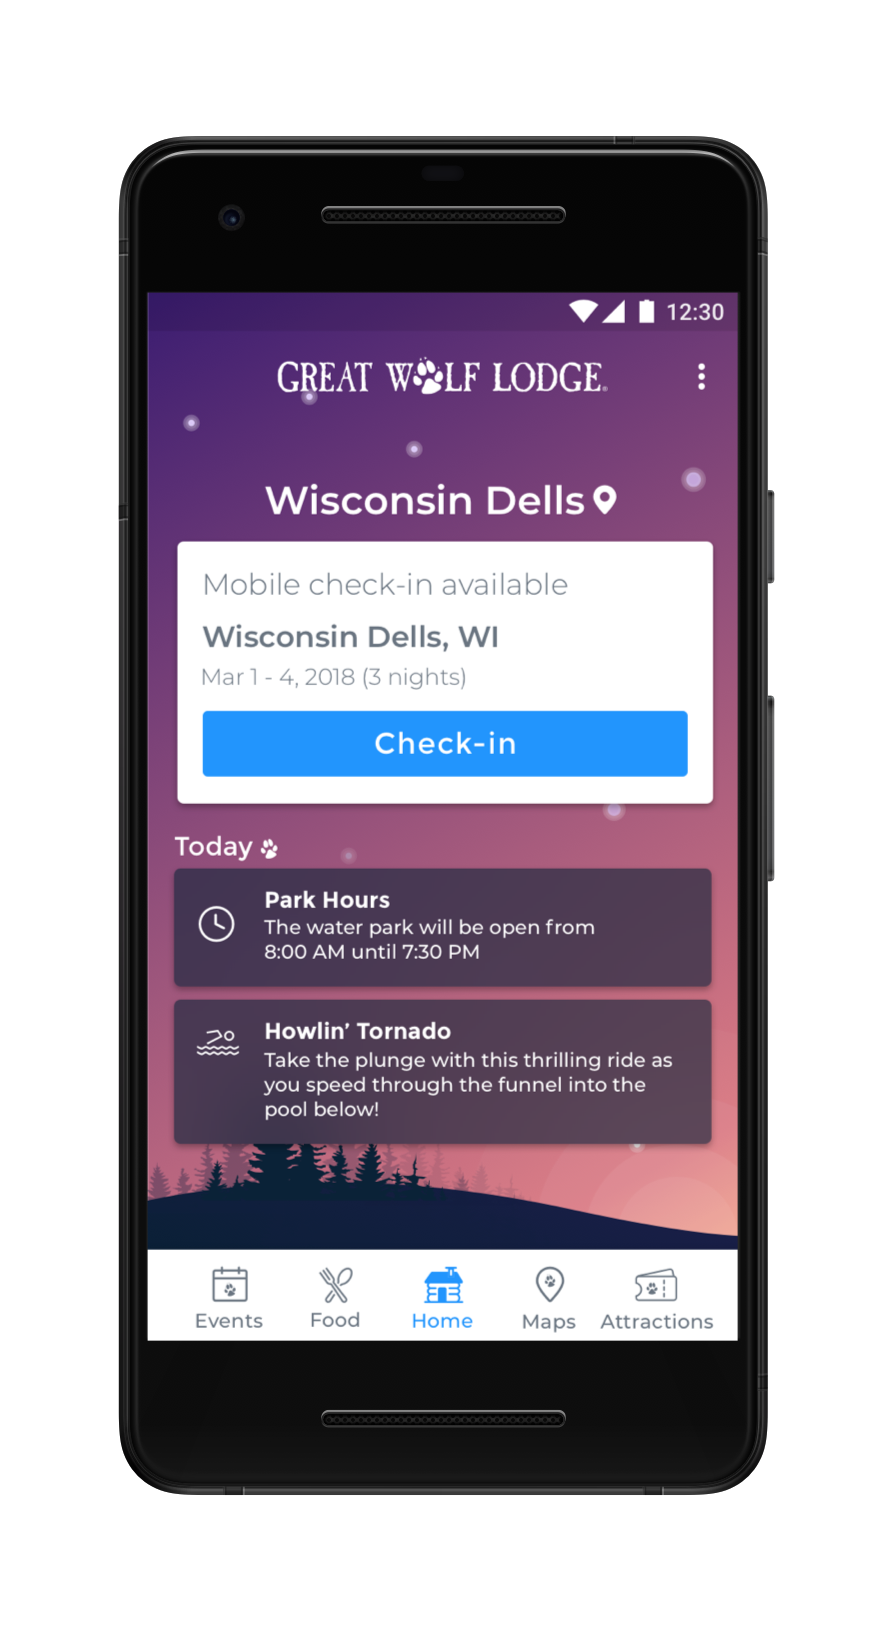 12:30
GREAT WOLF LODGE®
Wisconsin Dells
Mobile check-in available
Wisconsin Dells, WI
Mar 1 - 4, 2018 (3 nights)
Check-in
Today
Park Hours
The water park will be open from
8:00 AM until 7:30 PM
Howlin’ Tornado
Take the plunge with this thrilling ride as
you speed through the funnel into the
pool below!
Events Food Home Maps Attractions